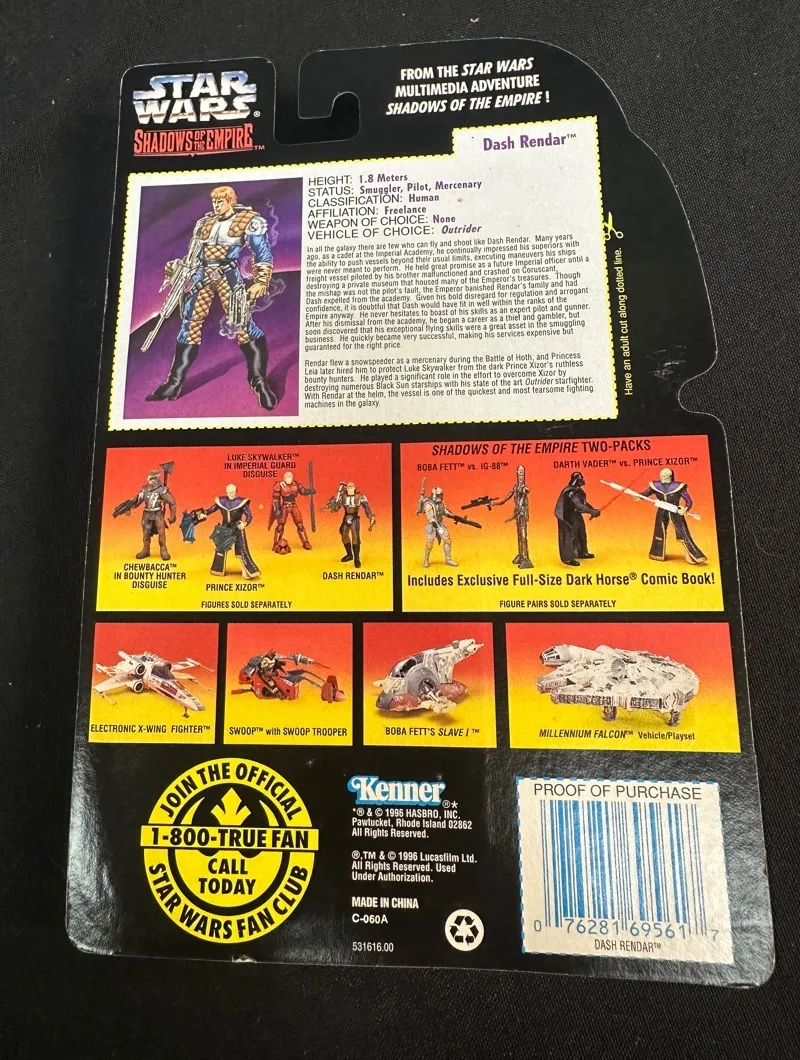 STAR
WARS®
SHADOWS OF THE EMPIRE™
FROM THE STAR WARS
MULTIMEDIA ADVENTURE
SHADOWS OF THE EMPIRE !
Dash Rendar™
HEIGHT: 1.8 Meters
STATUS: Smuggler, Pilot, Mercenary
CLASSIFICATION: Human
AFFILIATION: Freelance
WEAPON OF CHOICE: None
VEHICLE OF CHOICE: Outrider
In all the galaxy there are few who can fly and shoot like Dash Rendar. Many years
ago, as a cadet at the Imperial Academy, he continually impressed his superiors with
the ability to push vessels beyond their usual limits, executing maneuvers his ships
were never meant to perform. He held great promise as a future Imperial officer until a
freight vessel piloted by his brother malfunctioned and crashed on Coruscant,
destroying a private museum that housed many of the Emperor's treasures. Though
the mishap was not the pilot's fault, the Emperor banished Rendar's family and had
Dash expelled from the academy. Given his bold disregard for regulation and arrogant
confidence, it is doubtful that Dash would have fit in well within the ranks of the
Empire anyway. He never hesitates to boast of his skills as an expert pilot and gunner.
After his dismissal from the academy, he began a career as a thief and gambler, but
soon discovered that his exceptional flying skills were a great asset in the smuggling
business. He quickly became very successful, making his services expensive but
guaranteed for the right price.
Rendar flew a snowspeeder as a mercenary during the Battle of Hoth, and Princess
Leia later hired him to protect Luke Skywalker from the dark Prince Xizor's ruthless
bounty hunters. He played a significant role in the effort to overcome Xizor by
destroying numerous Black Sun starships with his state of the art Outrider starfighter.
With Rendar at the helm, the vessel is one of the quickest and most fearsome fighting
machines in the galaxy.
Have an adult cut along dotted line.
LUKE SKYWALKER™
IN IMPERIAL GUARD
DISGUISE
CHEWBACCA™
IN BOUNTY HUNTER
DISGUISE
PRINCE XIZOR™
DASH RENDAR™
FIGURES SOLD SEPARATELY
SHADOWS OF THE EMPIRE TWO-PACKS
BOBA FETT™ vs. IG-88™
DARTH VADER™ vs. PRINCE XIZOR™
Includes Exclusive Full-Size Dark Horse® Comic Book!
FIGURE PAIRS SOLD SEPARATELY
ELECTRONIC X-WING FIGHTER™
SWOOP™ with SWOOP TROOPER
BOBA FETT'S SLAVE I™
MILLENNIUM FALCON™ Vehicle/Playset
JOIN THE OFFICIAL
1-800-TRUE FAN
CALL
TODAY
STAR WARS FAN CLUB
Kenner®*
*® & © 1996 HASBRO, INC.
Pawtucket, Rhode Island 02862
All Rights Reserved.
®,TM & © 1996 Lucasfilm Ltd.
All Rights Reserved. Used
Under Authorization.
MADE IN CHINA
C-060A
531616.00
PROOF OF PURCHASE
0 76281 69561 7
DASH RENDAR™